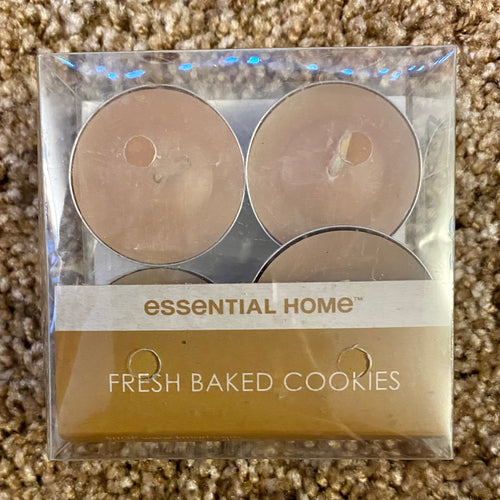 essential home™
FRESH BAKED COOKIES